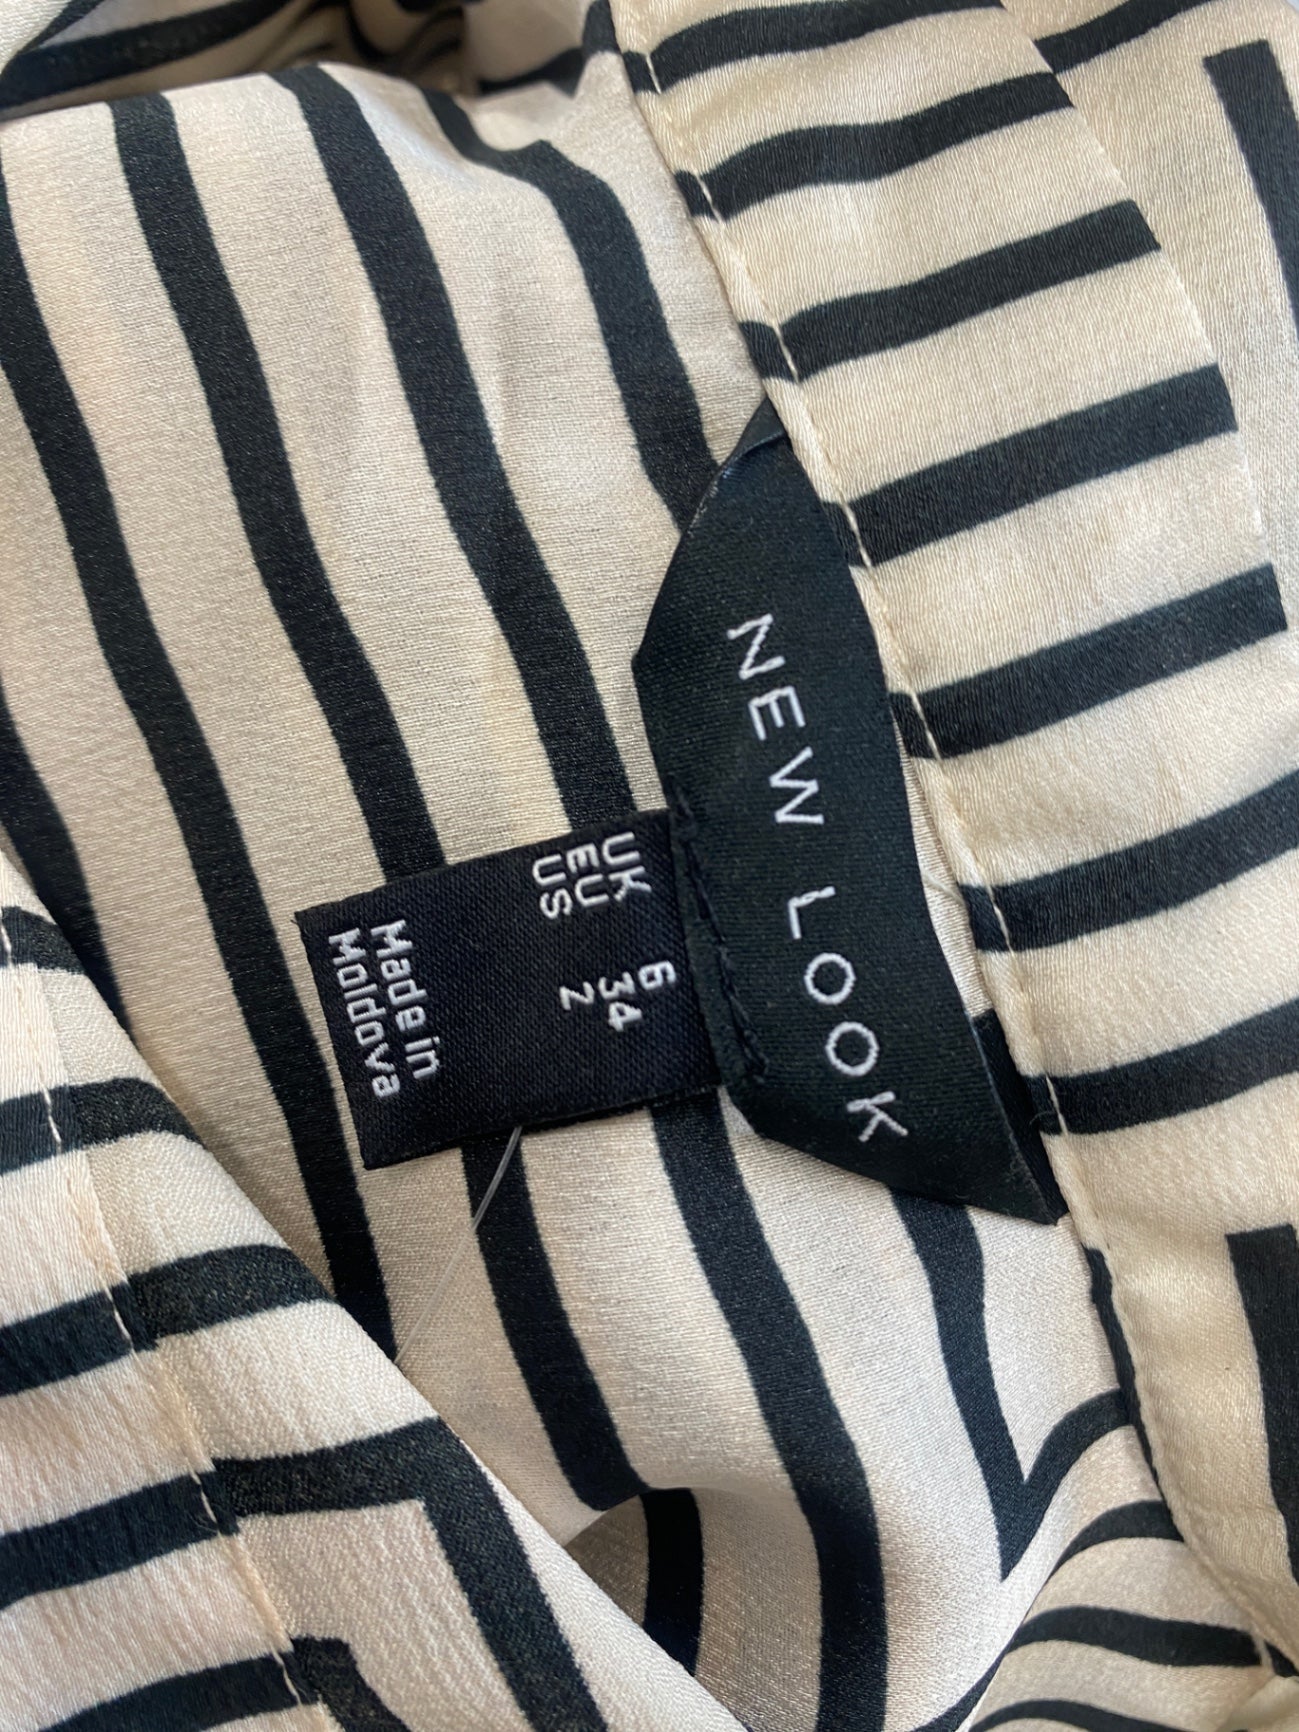 NEW LOOK
UK 6
EU 34
US 2
Made in
Moldova